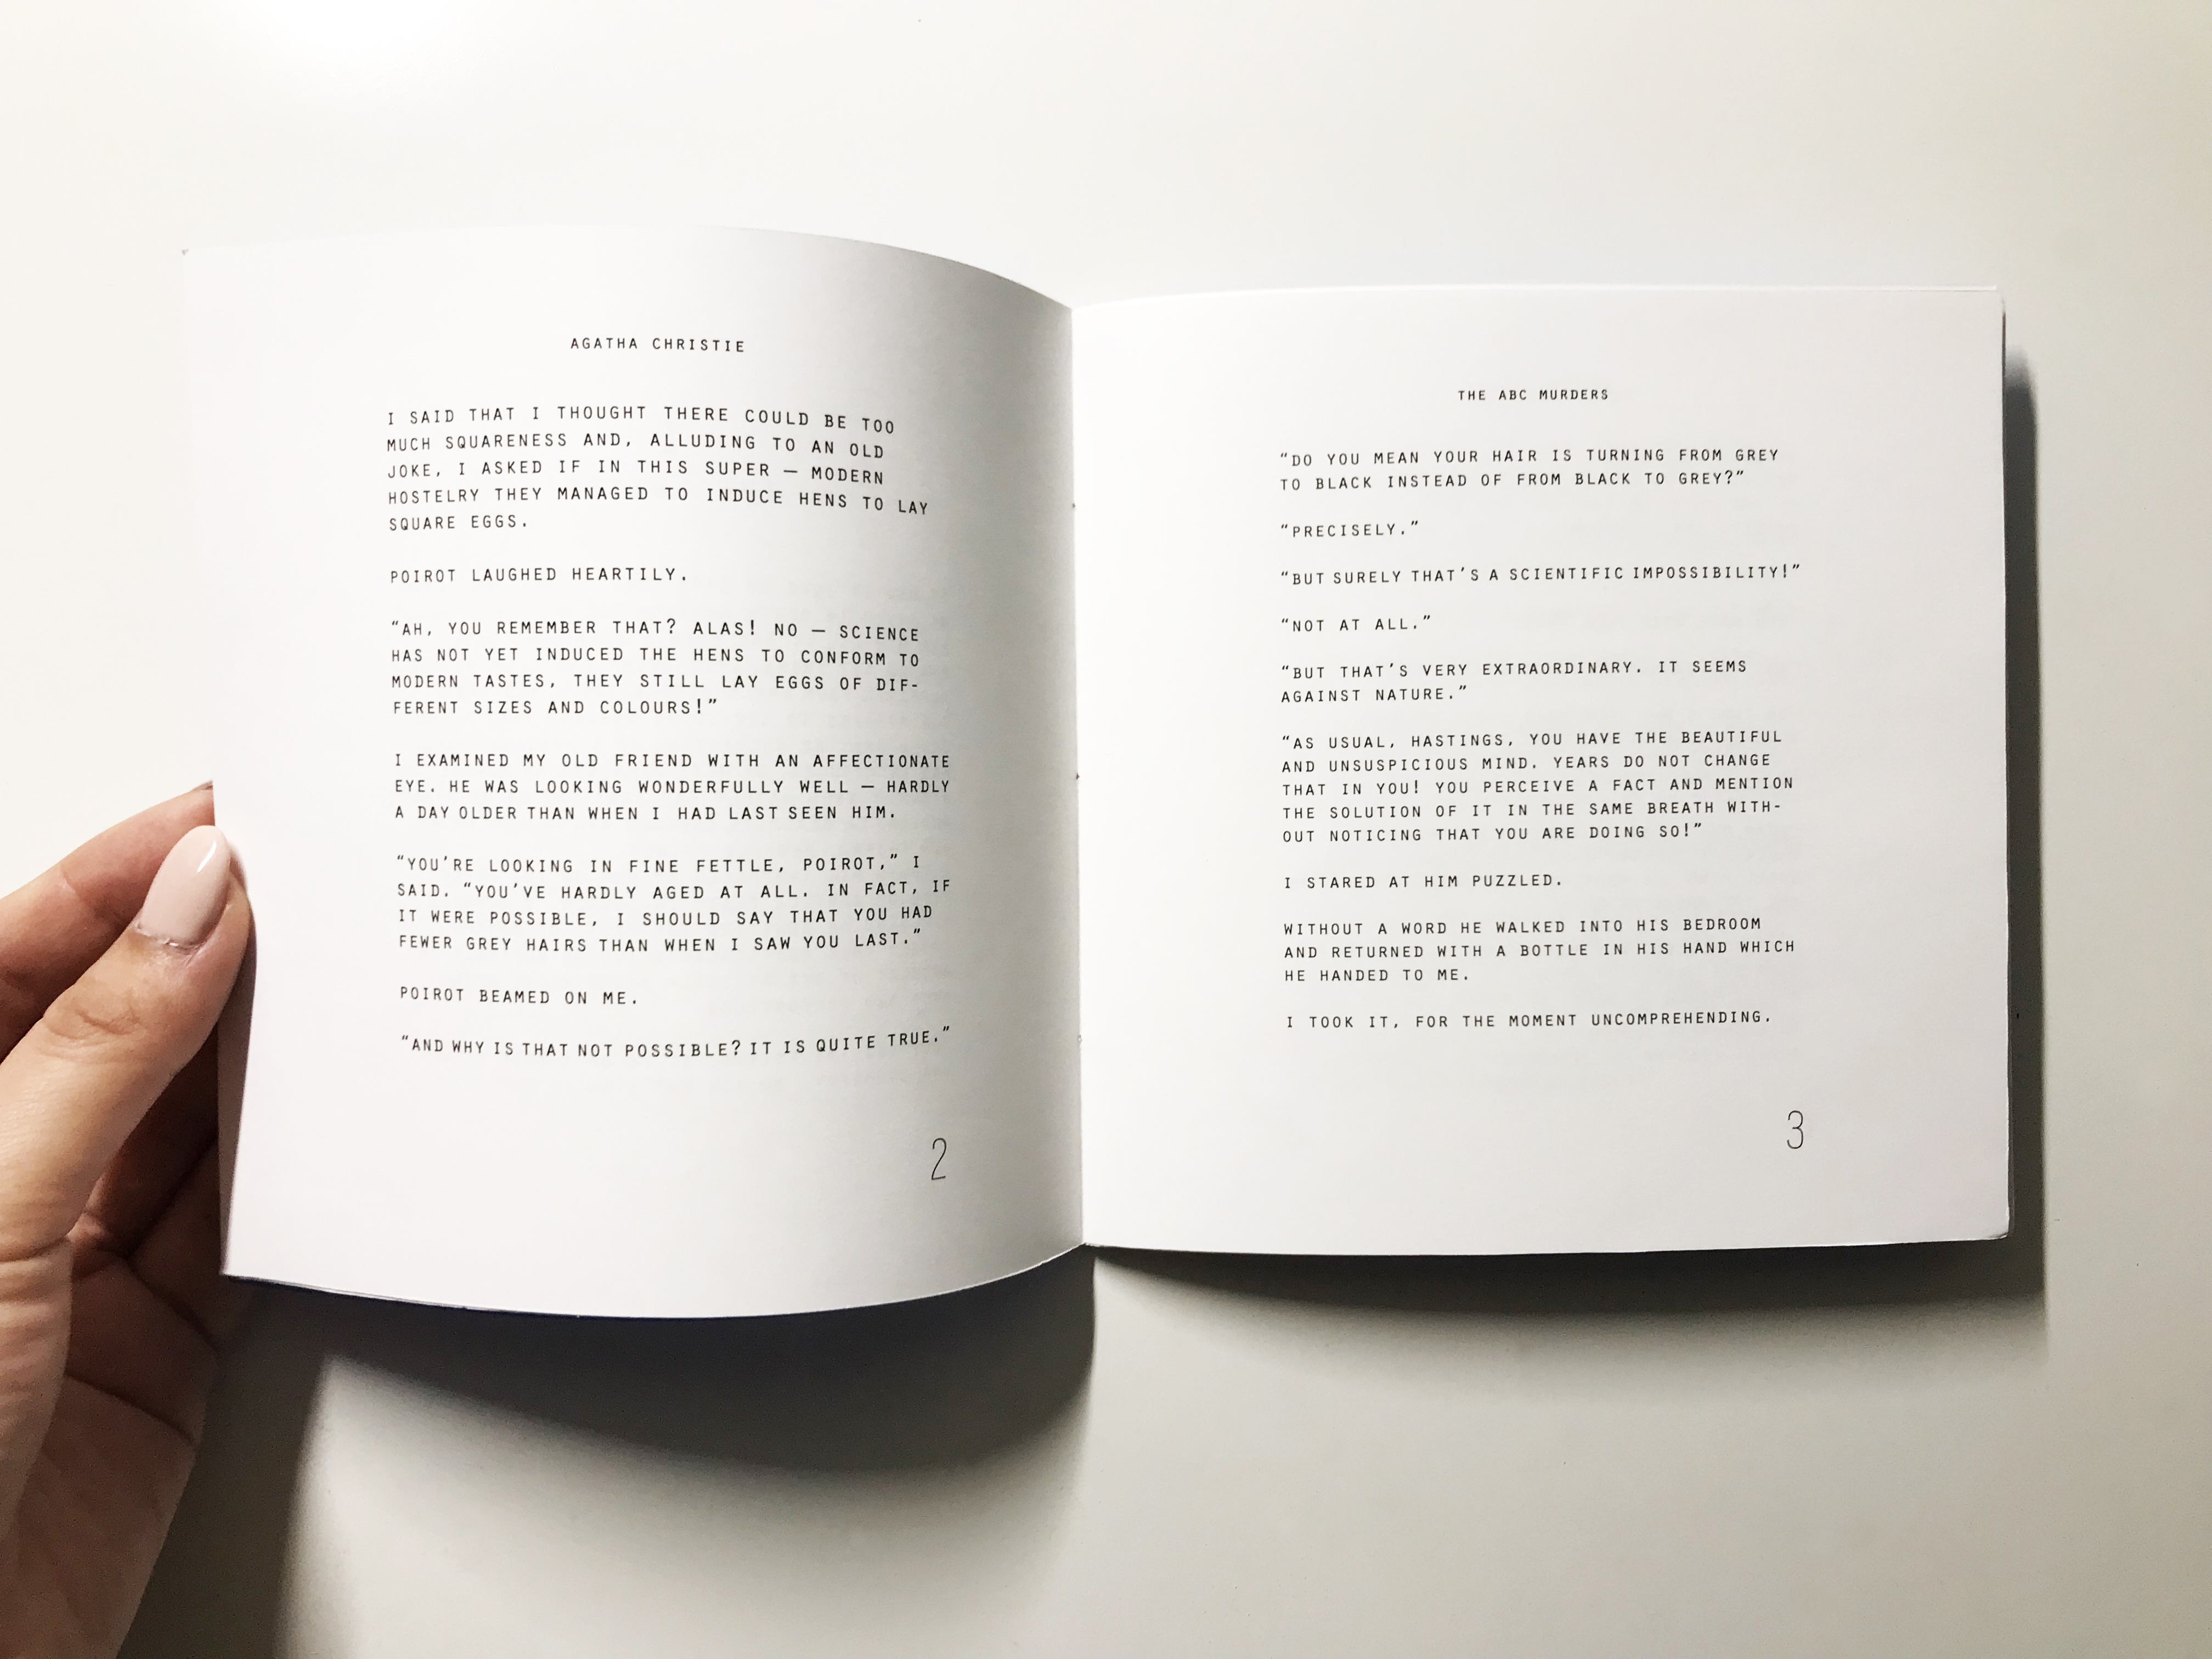 AGATHA CHRISTIE
I SAID THAT I THOUGHT THERE COULD BE TOO
MUCH SQUARENESS AND, ALLUDING TO AN OLD
JOKE, I ASKED IF IN THIS SUPER — MODERN
HOSTELRY THEY MANAGED TO INDUCE HENS TO LAY
SQUARE EGGS.
POIROT LAUGHED HEARTILY.
“AH, YOU REMEMBER THAT? ALAS! NO — SCIENCE
HAS NOT YET INDUCED THE HENS TO CONFORM TO
MODERN TASTES, THEY STILL LAY EGGS OF DIF-
FERENT SIZES AND COLOURS!”
I EXAMINED MY OLD FRIEND WITH AN AFFECTIONATE
EYE. HE WAS LOOKING WONDERFULLY WELL — HARDLY
A DAY OLDER THAN WHEN I HAD LAST SEEN HIM.
“YOU’RE LOOKING IN FINE FETTLE, POIROT,” I
SAID. “YOU’VE HARDLY AGED AT ALL. IN FACT, IF
IT WERE POSSIBLE, I SHOULD SAY THAT YOU HAD
FEWER GREY HAIRS THAN WHEN I SAW YOU LAST.”
POIROT BEAMED ON ME.
“AND WHY IS THAT NOT POSSIBLE? IT IS QUITE TRUE.”
2
THE ABC MURDERS
“DO YOU MEAN YOUR HAIR IS TURNING FROM GREY
TO BLACK INSTEAD OF FROM BLACK TO GREY?”
“PRECISELY.”
“BUT SURELY THAT’S A SCIENTIFIC IMPOSSIBILITY!”
“NOT AT ALL.”
“BUT THAT’S VERY EXTRAORDINARY. IT SEEMS
AGAINST NATURE.”
“AS USUAL, HASTINGS, YOU HAVE THE BEAUTIFUL
AND UNSUSPICIOUS MIND. YEARS DO NOT CHANGE
THAT IN YOU! YOU PERCEIVE A FACT AND MENTION
THE SOLUTION OF IT IN THE SAME BREATH WITH-
OUT NOTICING THAT YOU ARE DOING SO!”
I STARED AT HIM PUZZLED.
WITHOUT A WORD HE WALKED INTO HIS BEDROOM
AND RETURNED WITH A BOTTLE IN HIS HAND WHICH
HE HANDED TO ME.
I TOOK IT, FOR THE MOMENT UNCOMPREHENDING.
3